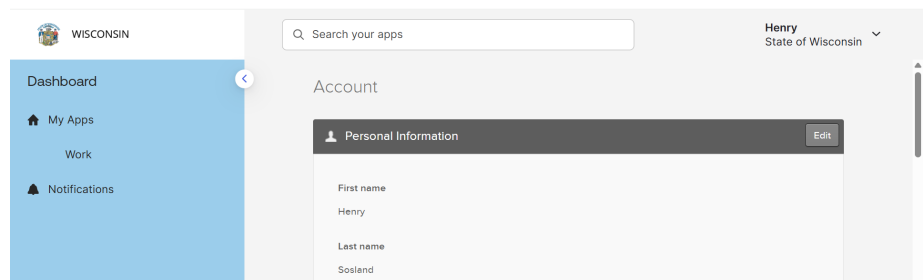 WISCONSIN
Search your apps
Henry
State of Wisconsin
Dashboard
My Apps
Work
Notifications
Account
Personal Information
Edit
First name
Henry
Last name
Sosland